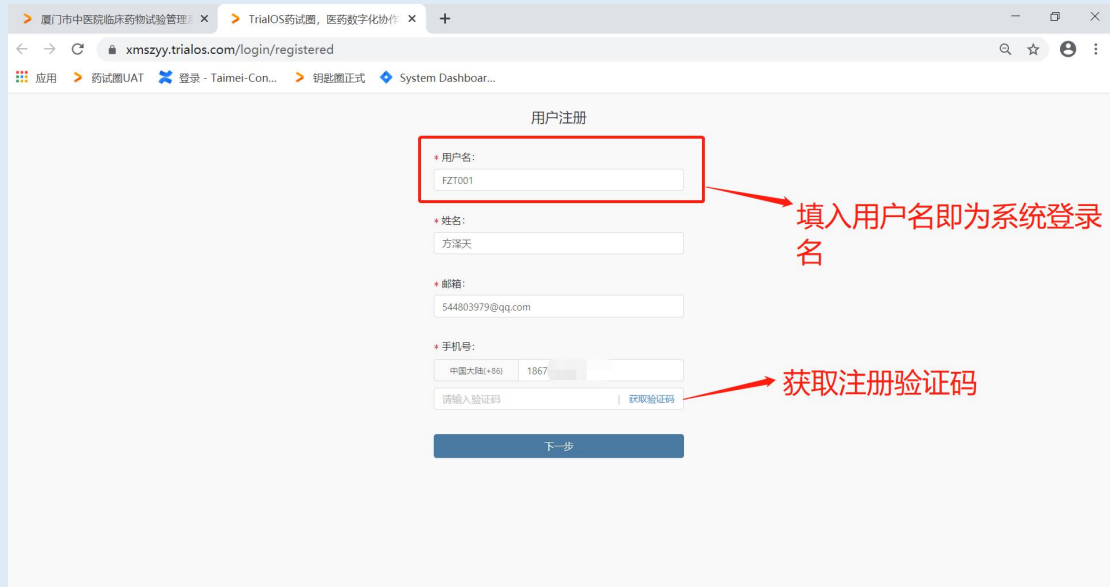 厦门市中医院临床药物试验管理
TrialOS药试圈，医药数字化协作
xmszyy.trialos.com/login/registered
应用
药试圈UAT
登录 - Taimei-Con...
钥匙圈正式
System Dashboar...
用户注册
* 用户名：
FZT001
填入用户名即为系统登录
名
* 姓名：
方泽天
* 邮箱：
544803979@qq.com
* 手机号：
中国大陆(+86)
1867
请输入验证码
获取验证码
获取注册验证码
下一步